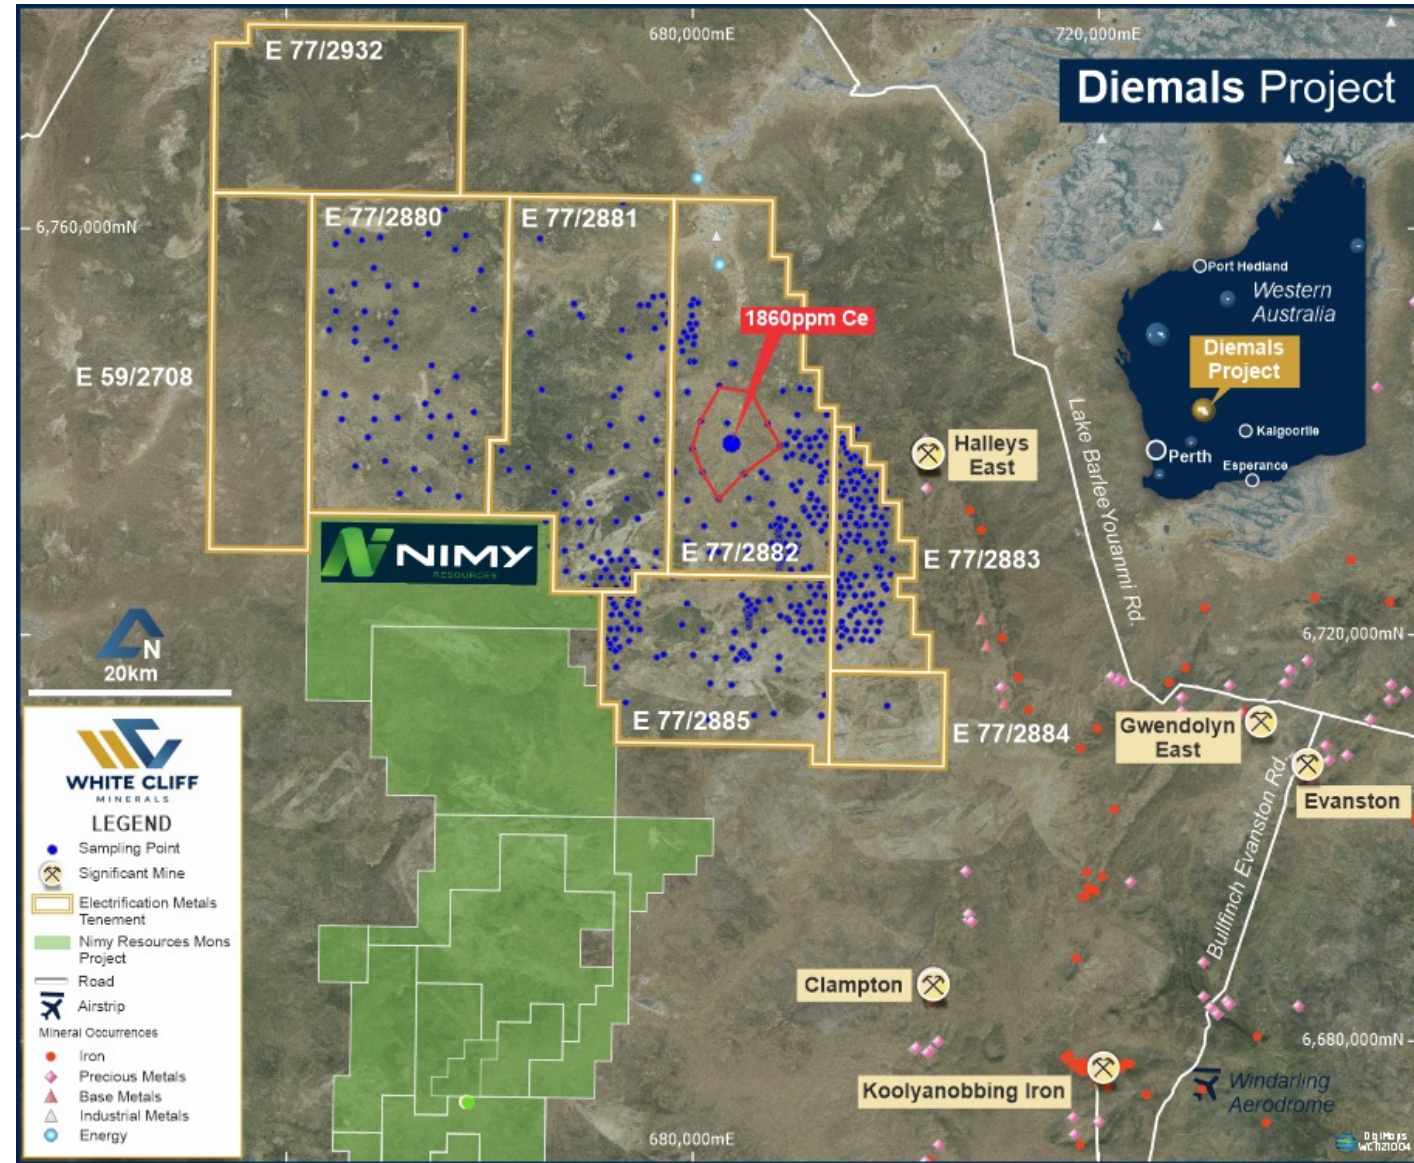 680,000mE
720,000mE
Diemals Project
E 77/2932
6,760,000mN
E 77/2880
E 77/2881
1860ppm Ce
E 59/2708
Port Hedland
Western
Australia
Diemals
Project
Kalgoorlie
Perth
Esperance
Halleys
East
Lake BarleeYouanmi Rd.
NIMY
RESOURCES
E 77/2882
E 77/2883
N
20km
6,720,000mN
E 77/2885
E 77/2884
Gwendolyn
East
Evanston
Bullfinch Evanston Rd.
WHITE CLIFF
MINERALS
LEGEND
Sampling Point
Significant Mine
Electrification Metals
Tenement
Nimy Resources Mons
Project
Road
Airstrip
Mineral Occurrences
Iron
Precious Metals
Base Metals
Industrial Metals
Energy
Clampton
6,680,000mN
Koolyanobbing Iron
Windarling
Aerodrome
680,000mE